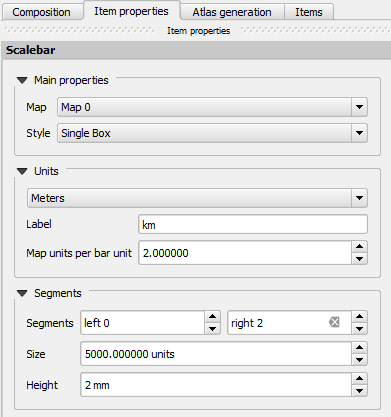 Composition Item properties Atlas generation Items
Item properties
Scalebar
Main properties
Map Map 0
Style Single Box
Units
Meters
Label km
Map units per bar unit 2.000000
Segments
Segments left 0 right 2
Size 5000.000000 units
Height 2 mm